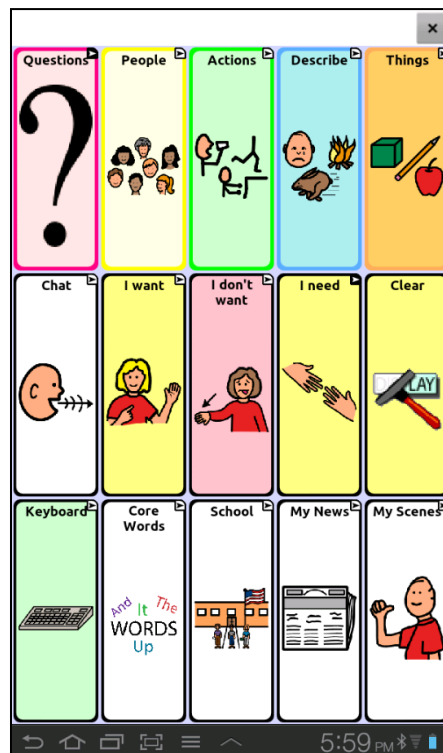 ×
Questions
People
Actions
Describe
Things
Chat
I want
I don't
want
I need
Clear
LAY
Keyboard
Core
Words
School
My News
My Scenes
And It The
WORDS
Up
5:59 PM